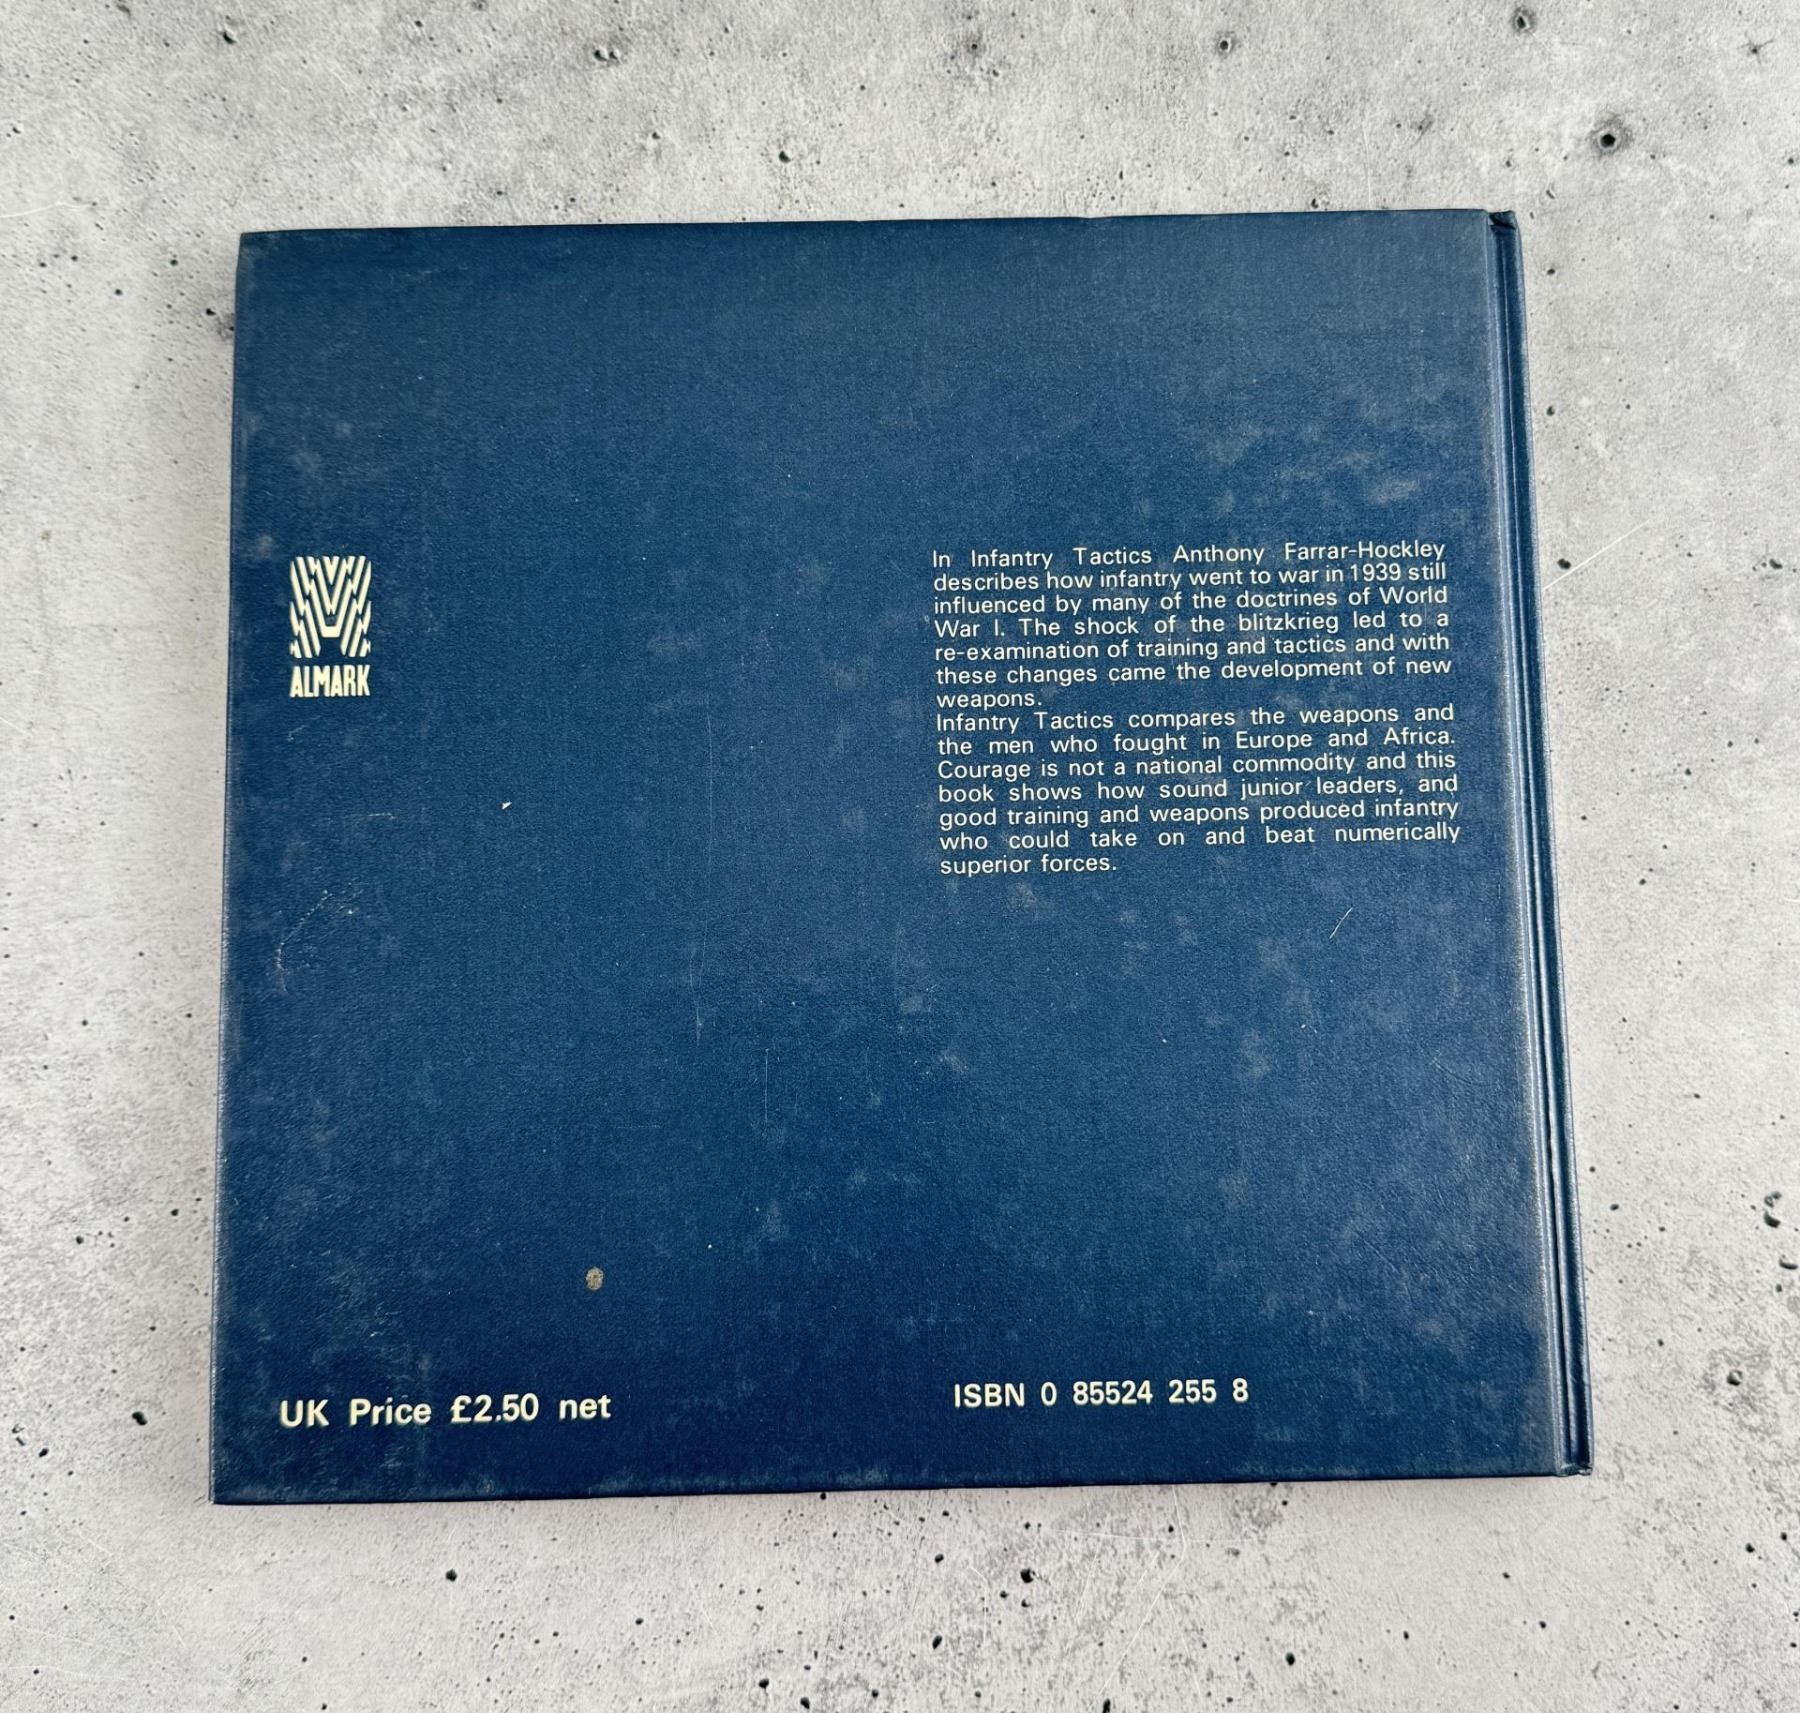 ALMARK
In Infantry Tactics Anthony Farrar-Hockley
describes how infantry went to war in 1939 still
influenced by many of the doctrines of World
War I. The shock of the blitzkrieg led to a
re-examination of training and tactics and with
these changes came the development of new
weapons.
Infantry Tactics compares the weapons and
the men who fought in Europe and Africa.
Courage is not a national commodity and this
book shows how sound junior leaders, and
good training and weapons produced infantry
who could take on and beat numerically
superior forces.
UK Price £2.50 net
ISBN 0 85524 255 8